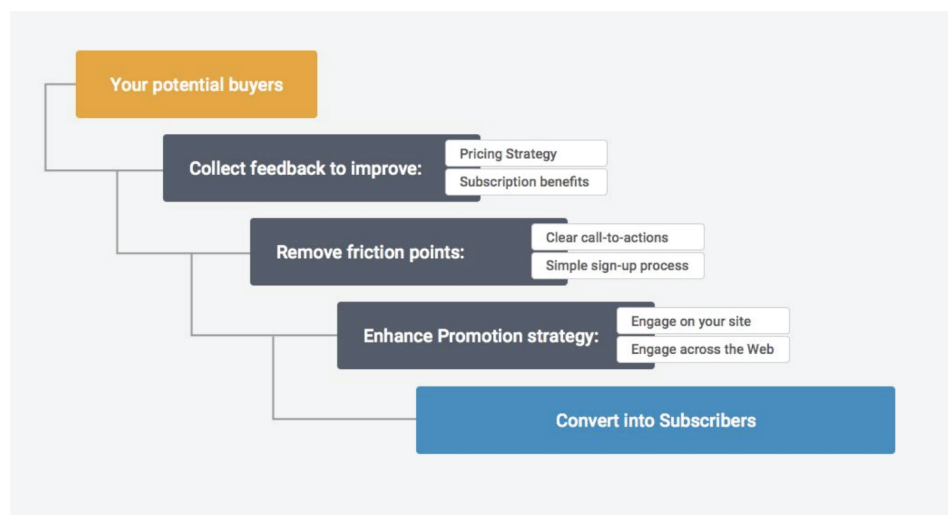 Your potential buyers
Collect feedback to improve:
Pricing Strategy
Subscription benefits
Remove friction points:
Clear call-to-actions
Simple sign-up process
Enhance Promotion strategy:
Engage on your site
Engage across the Web
Convert into Subscribers